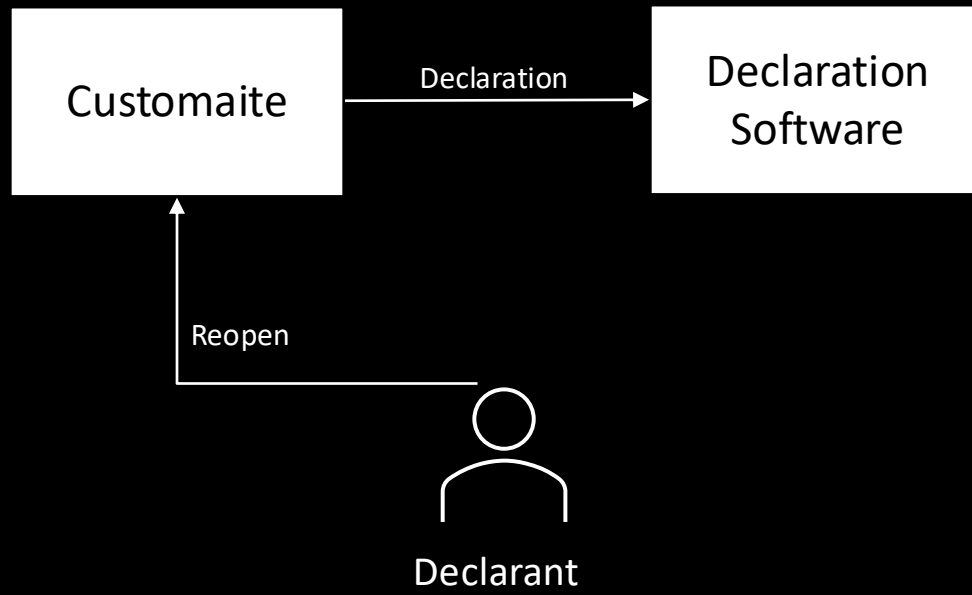 Customaite
Declaration
Declaration
Software
Reopen
Declarant